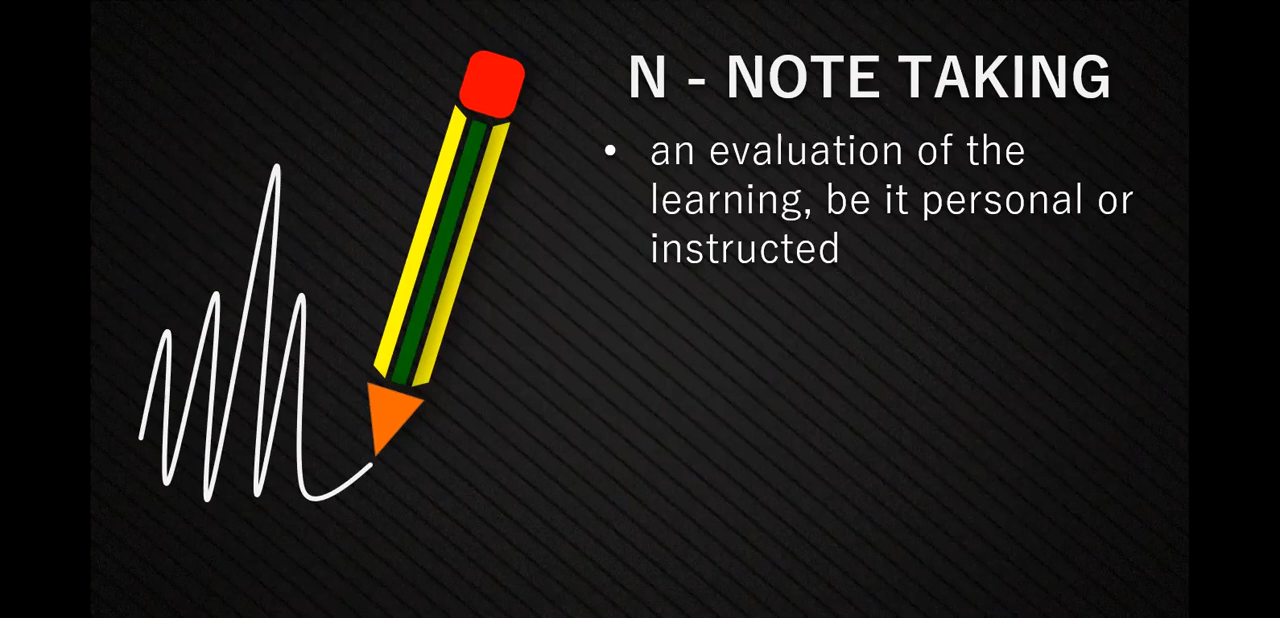 N - NOTE TAKING
• an evaluation of the
learning, be it personal or
instructed